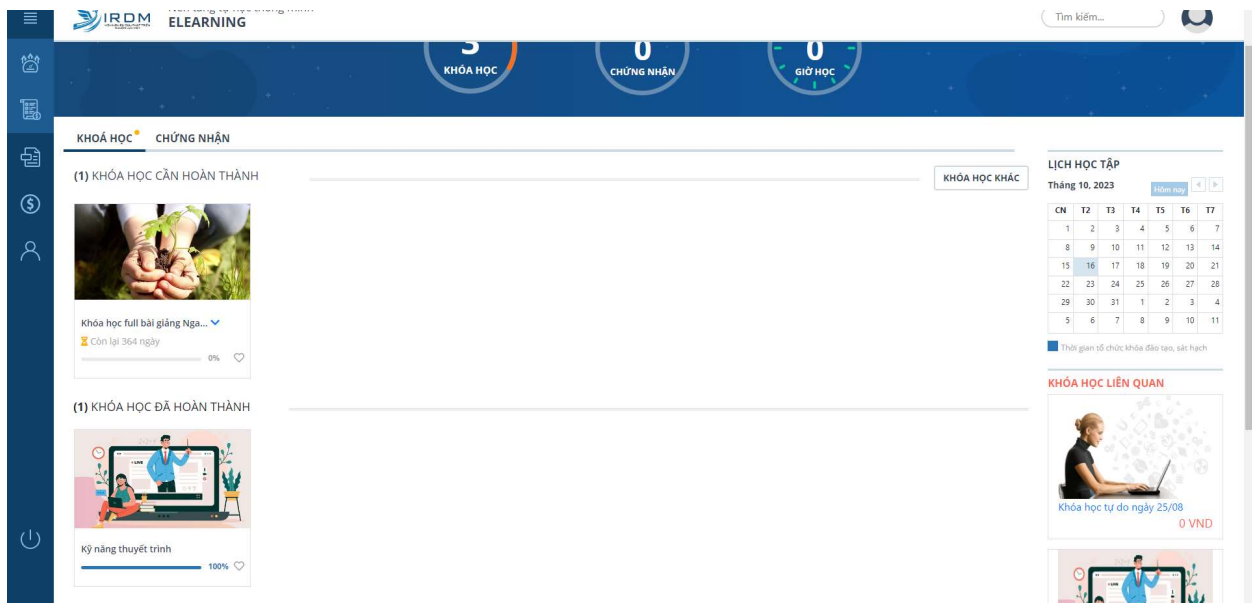 IRDM
ELEARNING
Tìm kiếm...
3
KHÓA HỌC
0
CHỨNG NHẬN
0
GIỜ HỌC
KHOÁ HỌC
CHỨNG NHẬN
(1) KHÓA HỌC CẦN HOÀN THÀNH
KHÓA HỌC KHÁC
Khóa học full bài giảng Nga...
Còn lại 364 ngày
0%
(1) KHÓA HỌC ĐÃ HOÀN THÀNH
LIVE
Kỹ năng thuyết trình
100%
LỊCH HỌC TẬP
Tháng 10, 2023
Hôm nay
CN T2 T3 T4 T5 T6 T7
1 2 3 4 5 6 7
8 9 10 11 12 13 14
15 16 17 18 19 20 21
22 23 24 25 26 27 28
29 30 31 1 2 3 4
5 6 7 8 9 10 11
Thời gian tổ chức khóa đào tạo, sát hạch
KHÓA HỌC LIÊN QUAN
Khóa học tự do ngày 25/08
0 VND
LIVE